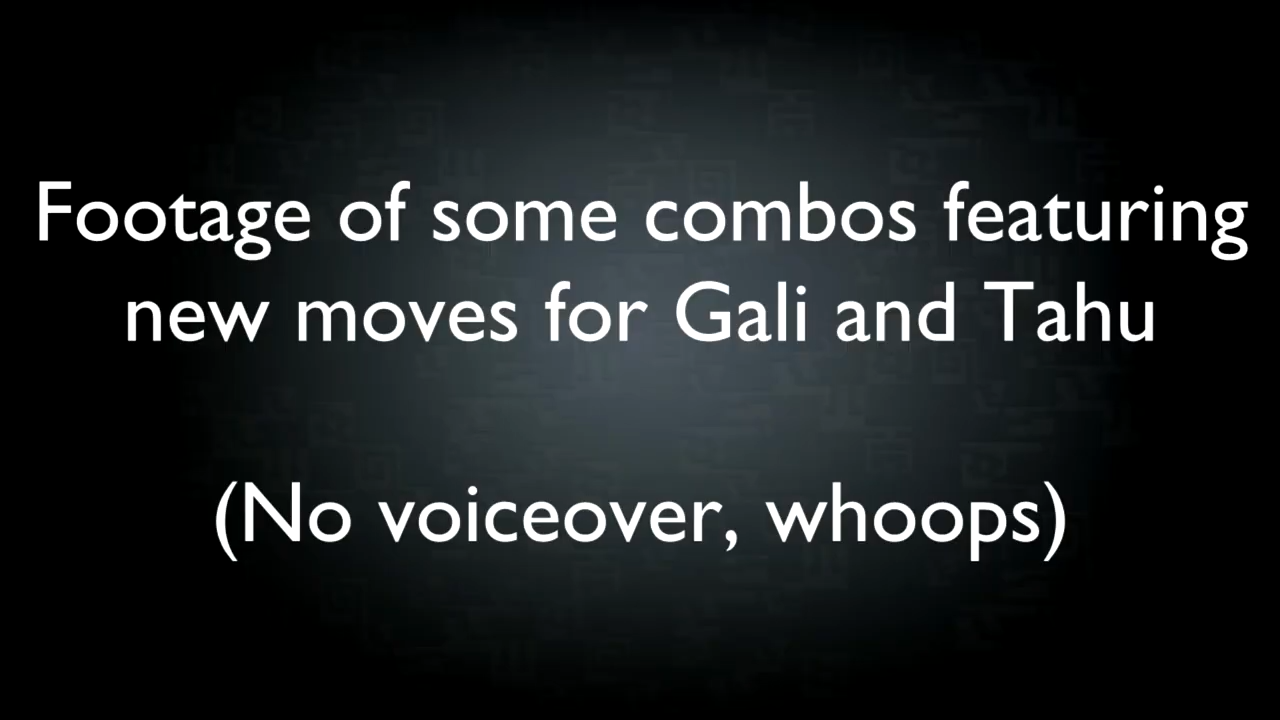 Footage of some combos featuring
new moves for Gali and Tahu
(No voiceover, whoops)